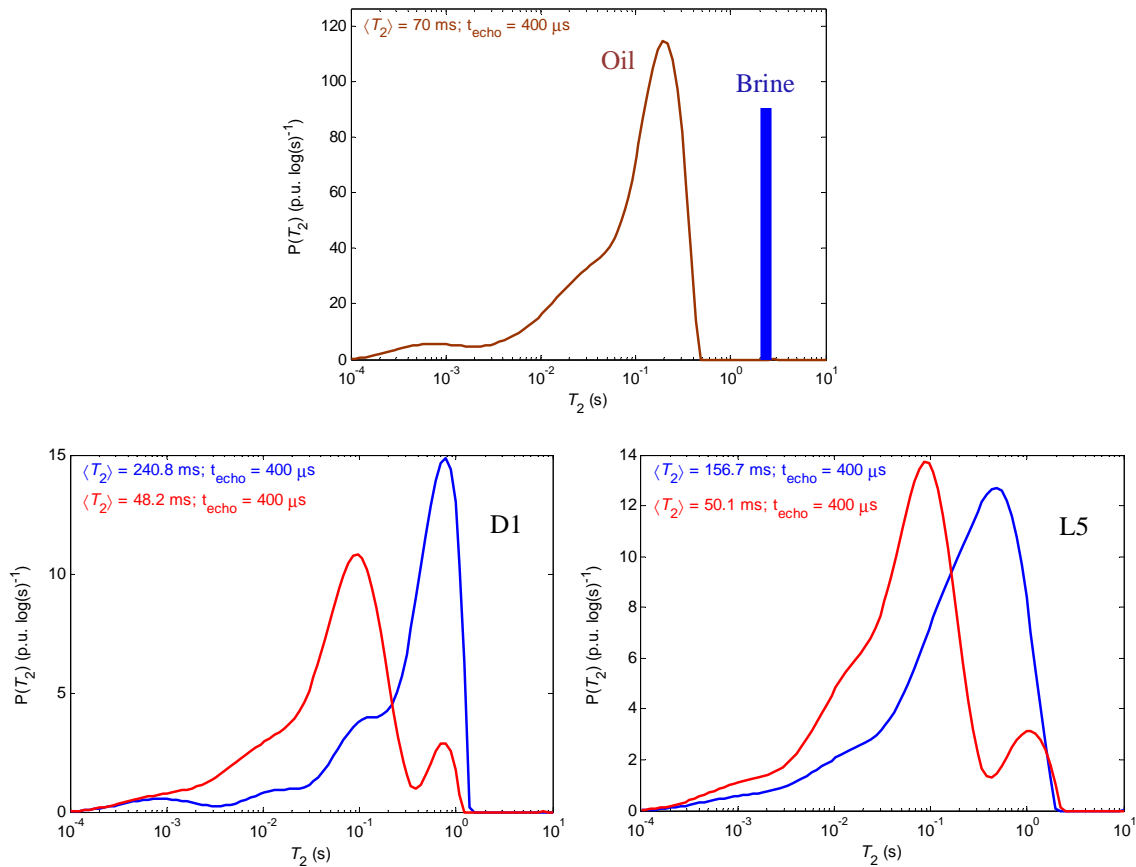 ⟨T2⟩ = 70 ms; techo = 400 μs
Oil
Brine
P(T2) (p.u. log(s)-1)
120
100
80
60
40
20
0
10-4
10-3
10-2
10-1
100
101
T2 (s)
⟨T2⟩ = 240.8 ms; techo = 400 μs
⟨T2⟩ = 48.2 ms; techo = 400 μs
D1
P(T2) (p.u. log(s)-1)
15
10
5
0
10-4
10-3
10-2
10-1
100
101
T2 (s)
⟨T2⟩ = 156.7 ms; techo = 400 μs
⟨T2⟩ = 50.1 ms; techo = 400 μs
L5
P(T2) (p.u. log(s)-1)
14
12
10
8
6
4
2
0
10-4
10-3
10-2
10-1
100
101
T2 (s)